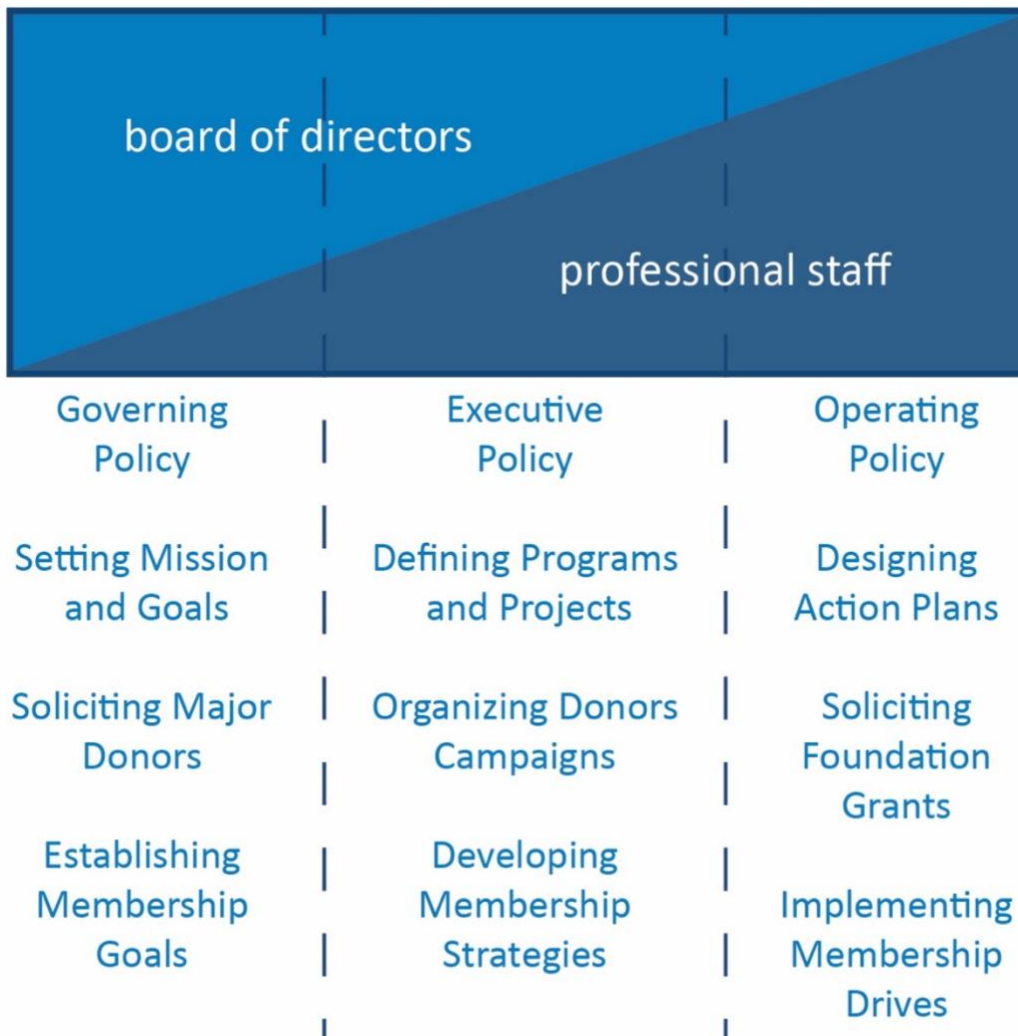 board of directors
professional staff
Governing
Policy
Setting Mission
and Goals
Soliciting Major
Donors
Establishing
Membership
Goals
Executive
Policy
Defining Programs
and Projects
Organizing Donors
Campaigns
Developing
Membership
Strategies
Operating
Policy
Designing
Action Plans
Soliciting
Foundation
Grants
Implementing
Membership
Drives